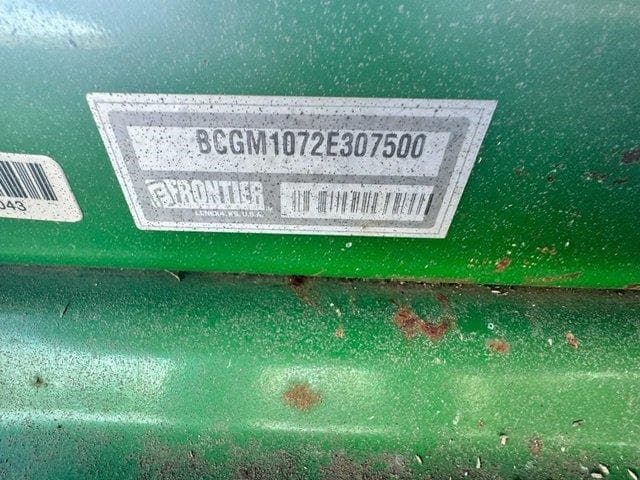 BCGM1072E307500
FRONTIER
LENEXA, KS, U.S.A.
043